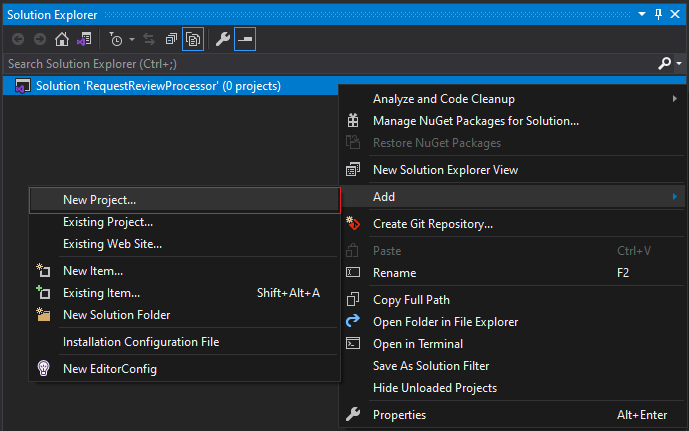 Solution Explorer
Search Solution Explorer (Ctrl+;)
Solution 'RequestReviewProcessor' (0 projects)
Analyze and Code Cleanup
Manage NuGet Packages for Solution...
Restore NuGet Packages
New Solution Explorer View
Add
Create Git Repository...
Paste Ctrl+V
Rename F2
Copy Full Path
Open Folder in File Explorer
Open in Terminal
Save As Solution Filter
Hide Unloaded Projects
Properties Alt+Enter
New Project...
Existing Project...
Existing Web Site...
New Item...
Existing Item... Shift+Alt+A
New Solution Folder
Installation Configuration File
New EditorConfig